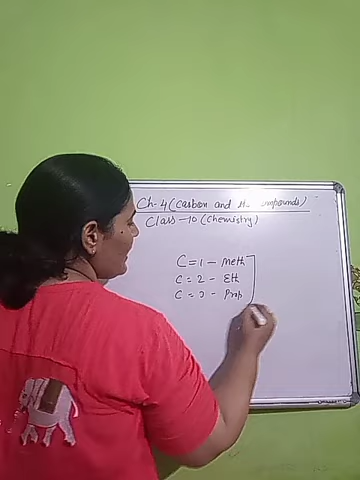 Ch-4 (Carbon and its compounds)
Class-10 (Chemistry)
C = 1 - Meth
C = 2 - Eth
C = 3 - Prop